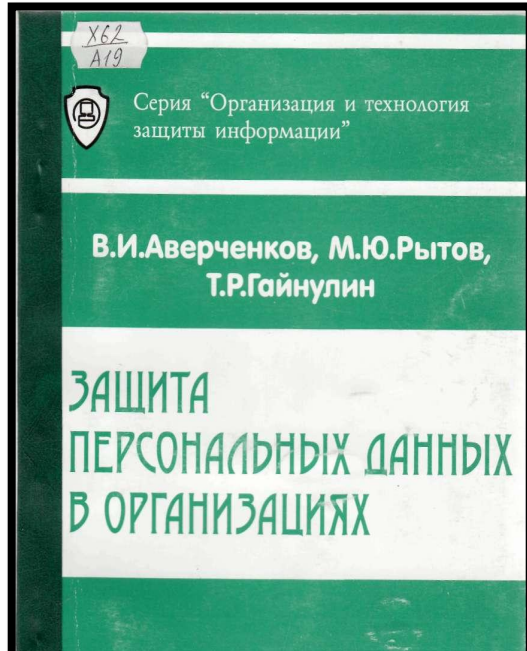 Х62
А19
Серия “Организация и технология
защиты информации”
В.И.Аверченков, М.Ю.Рытов,
Т.Р.Гайнулин
ЗАЩИТА
ПЕРСОНАЛЬНЫХ ДАННЫХ
В ОРГАНИЗАЦИЯХ